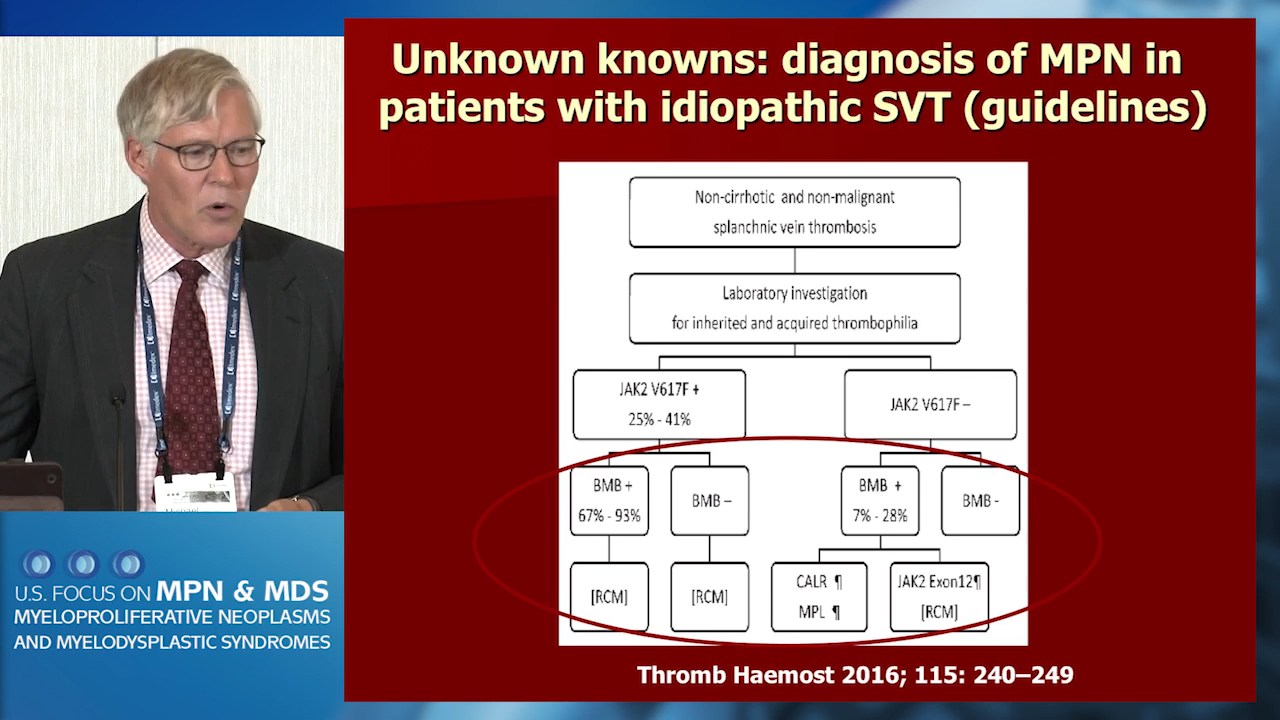 Unknown knowns: diagnosis of MPN in
patients with idiopathic SVT (guidelines)
Non-cirrhotic and non-malignant
splanchnic vein thrombosis
Laboratory investigation
for inherited and acquired thrombophilia
JAK2 V617F +
25% - 41%
JAK2 V617F –
BMB +
67% - 93%
BMB –
BMB +
7% - 28%
BMB -
[RCM]
[RCM]
CALR ¶
MPL ¶
JAK2 Exon12¶
[RCM]
Thromb Haemost 2016; 115: 240–249
imedex
imedex
imedex
U.S. FOCUS ON MPN & MDS
MYELOPROLIFERATIVE NEOPLASMS
AND MYELODYSPLASTIC SYNDROMES